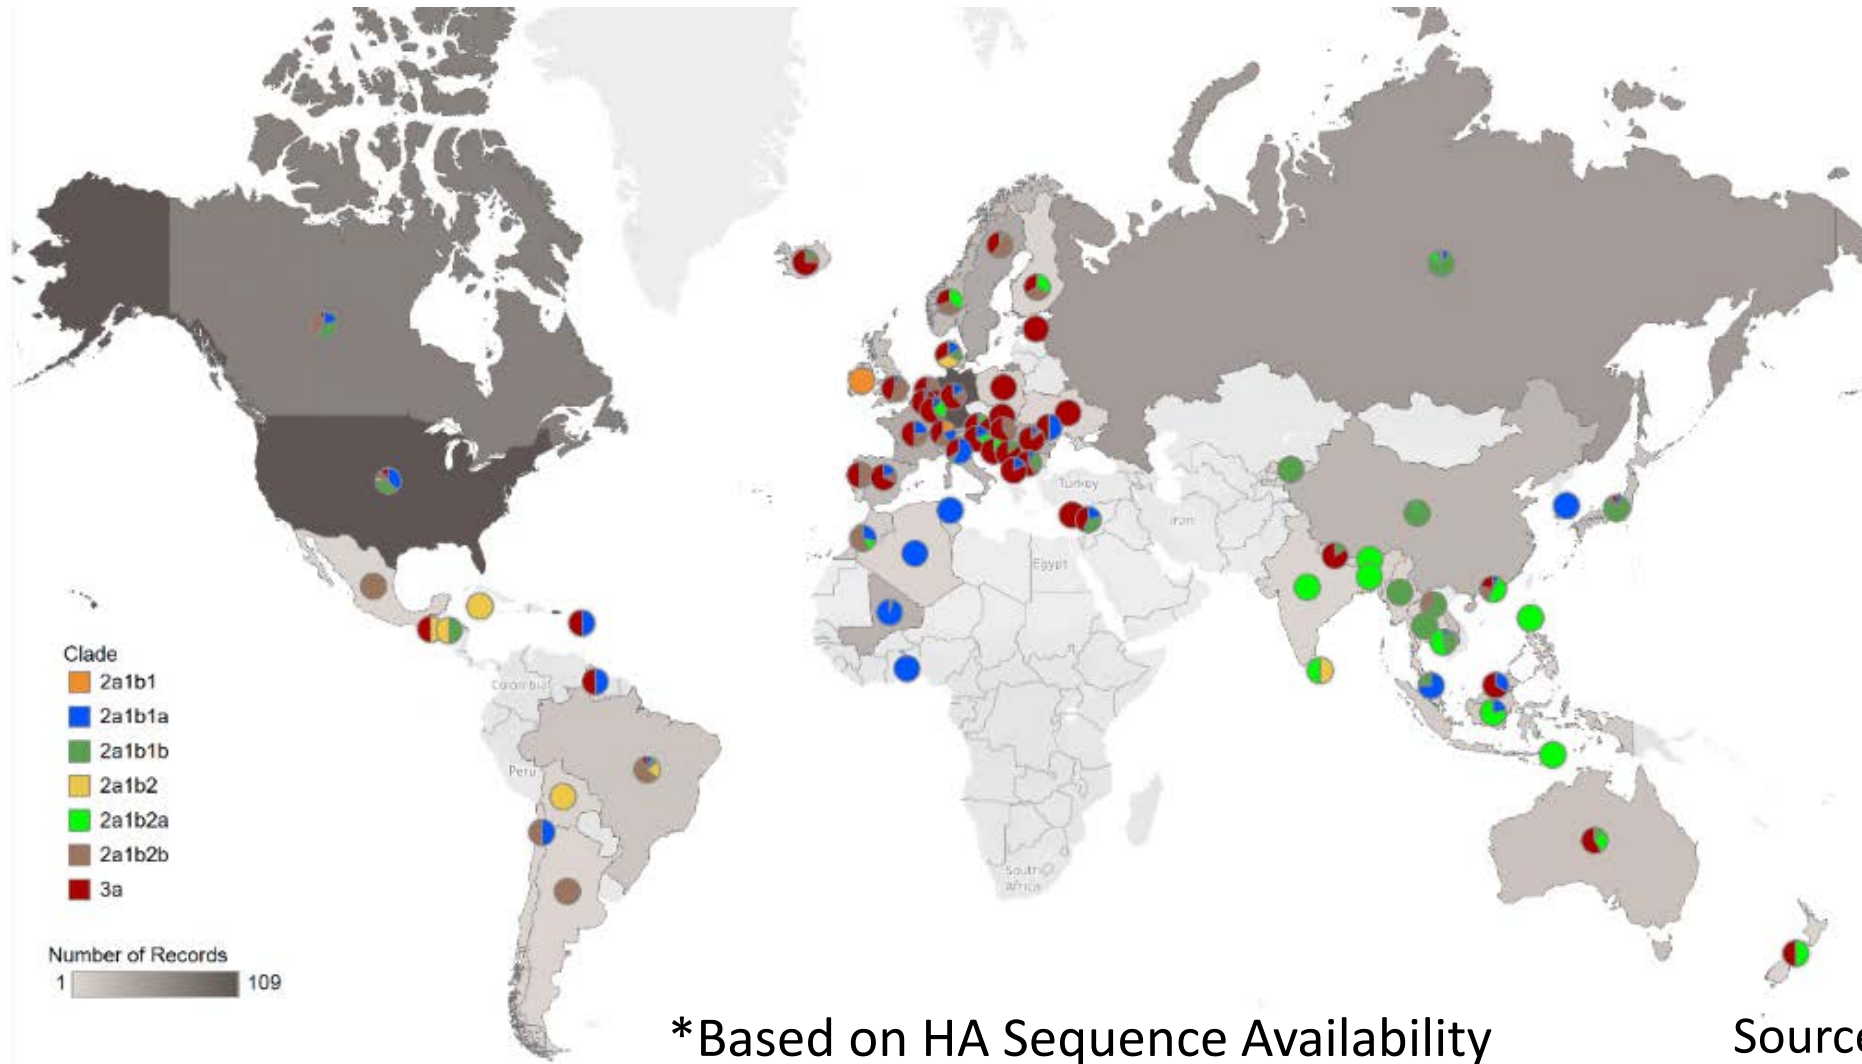 Turkey
Iran
Egypt
Colombia
Peru
South
Africa
Clade
2a1b1
2a1b1a
2a1b1b
2a1b2
2a1b2a
2a1b2b
3a
Number of Records
1 109
*Based on HA Sequence Availability
Source